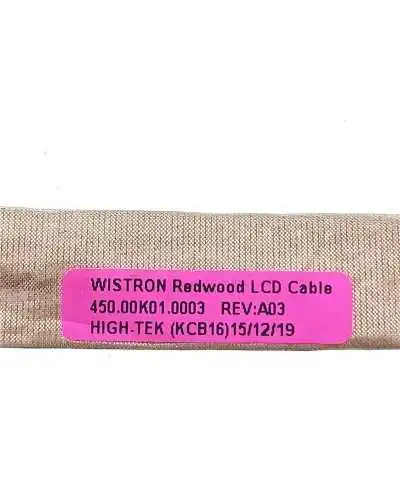 WISTRON Redwood LCD Cable
450.00K01.0003 REV:A03
HIGH-TEK (KCB16)15/12/19